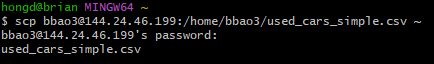 hongd@brian MINGW64 ~
$ scp bbao3@144.24.46.199:/home/bbao3/used_cars_simple.csv ~
bbao3@144.24.46.199's password:
used_cars_simple.csv